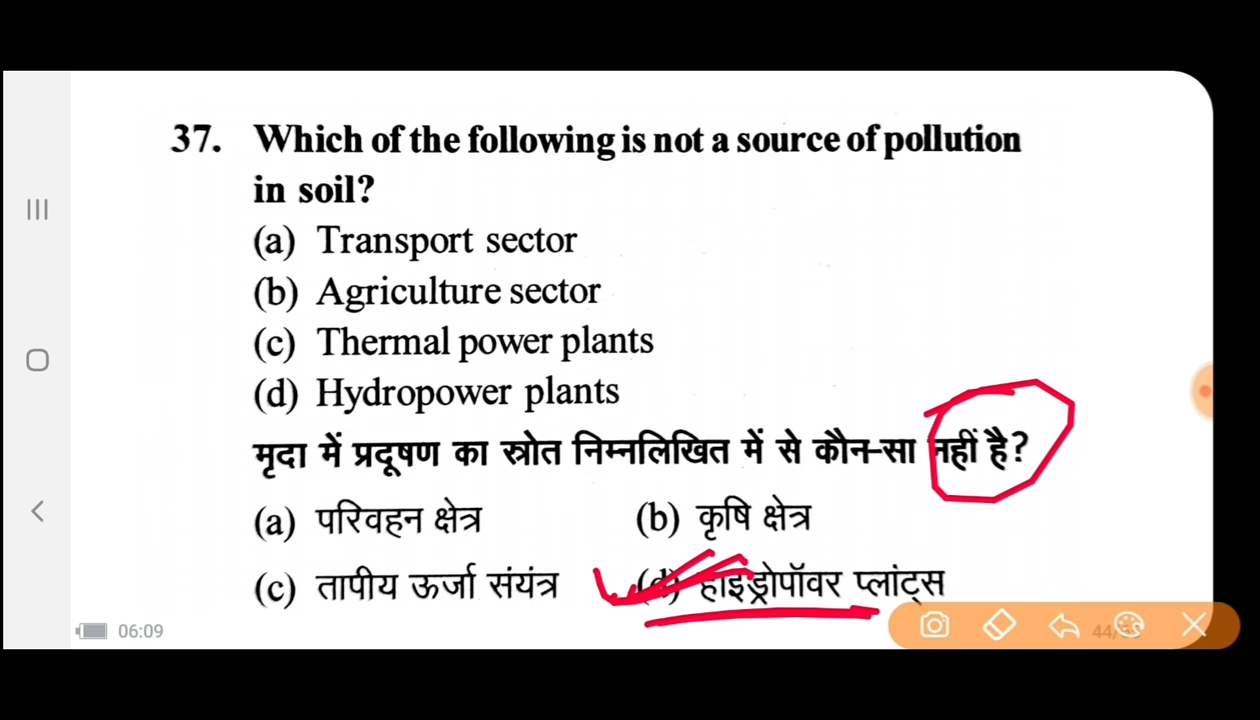 37. Which of the following is not a source of pollution
in soil?
(a) Transport sector
(b) Agriculture sector
(c) Thermal power plants
(d) Hydropower plants
मृदा में प्रदूषण का स्रोत निम्नलिखित में से कौन-सा नहीं है?
(a) परिवहन क्षेत्र (b) कृषि क्षेत्र
(c) तापीय ऊर्जा संयंत्र (d) हाइड्रोपॉवर प्लांट्स
06:09